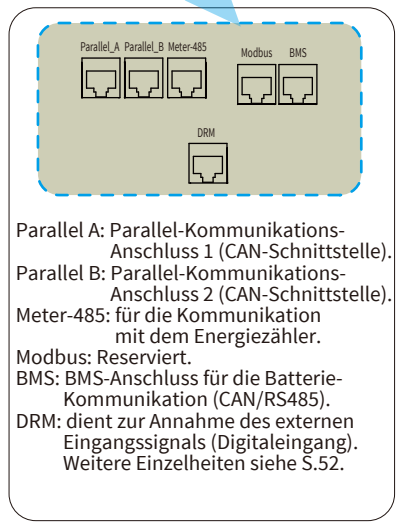 Parallel_A Parallel_B Meter-485 Modbus BMS
DRM
Parallel A: Parallel-Kommunikations-
Anschluss 1 (CAN-Schnittstelle).
Parallel B: Parallel-Kommunikations-
Anschluss 2 (CAN-Schnittstelle).
Meter-485: für die Kommunikation
mit dem Energiezähler.
Modbus: Reserviert.
BMS: BMS-Anschluss für die Batterie-
Kommunikation (CAN/RS485).
DRM: dient zur Annahme des externen
Eingangssignals (Digitaleingang).
Weitere Einzelheiten siehe S.52.